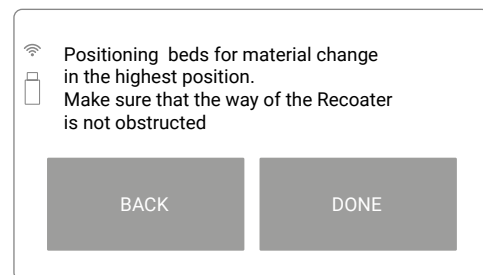 Positioning beds for material change
in the highest position.
Make sure that the way of the Recoater
is not obstructed
BACK
DONE